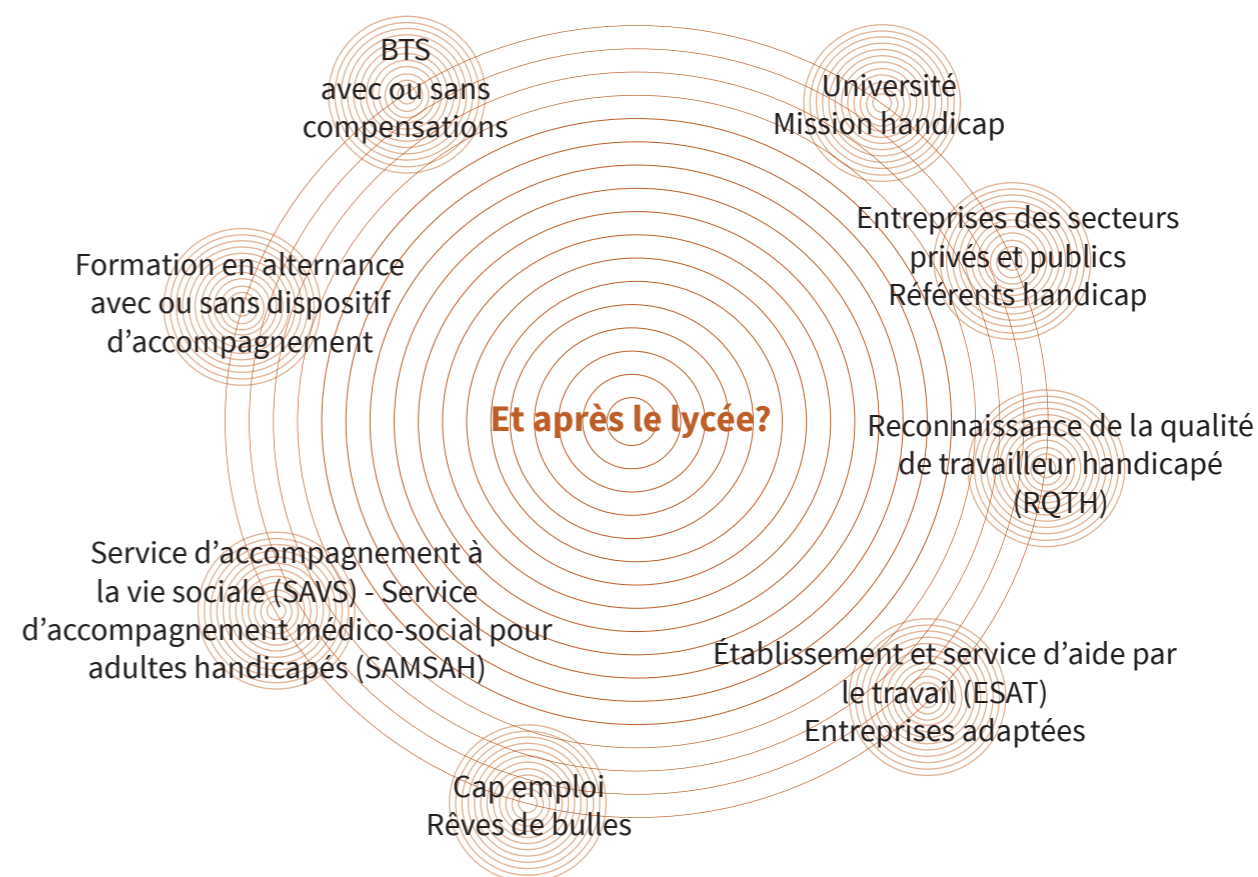 BTS
avec ou sans
compensations
Université
Mission handicap
Entreprises des secteurs
privés et publics
Référents handicap
Formation en alternance
avec ou sans dispositif
d’accompagnement
Et après le lycée?
Reconnaissance de la qualité
de travailleur handicapé
(RQTH)
Service d’accompagnement à
la vie sociale (SAVS) - Service
d’accompagnement médico-social pour
adultes handicapés (SAMSAH)
Établissement et service d’aide par
le travail (ESAT)
Entreprises adaptées
Cap emploi
Rêves de bulles